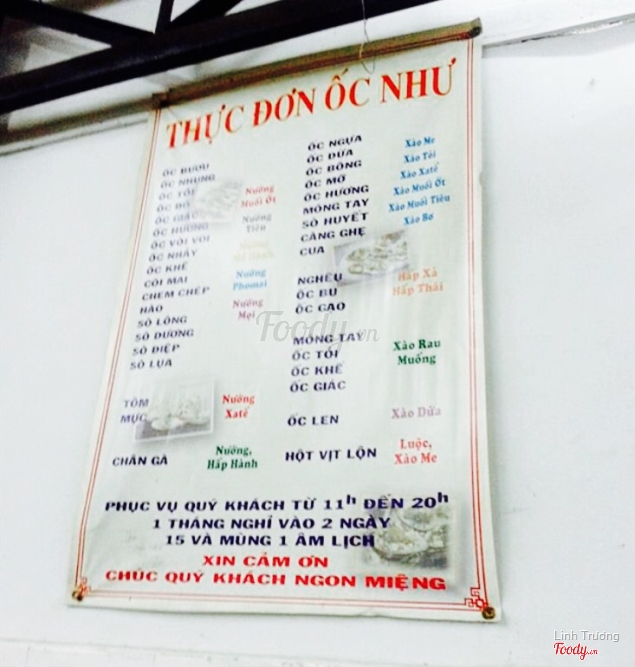 THỰC ĐƠN ỐC NHƯ
ỐC BƯƠU
ỐC NHUNG
ỐC TỎI
ỐC ĐỎ
ỐC GIÁC
ỐC HƯƠNG
ỐC VÒI VOI
ỐC NHẢY
ỐC KHẾ
CỒI MAI
CHEM CHÉP
HÀO
SÒ LÔNG
SÒ DƯƠNG
SÒ ĐIỆP
SÒ LỤA
Nướng
Muối Ớt
Nướng
Tiêu
Nướng
Mỡ Hành
Nướng
Phomai
Nướng
Mọi
TÔM
MỰC
Nướng
Xatế
CHÂN GÀ
Nướng,
Hấp Hành
ỐC NGỰA
ỐC DỪA
ỐC BÔNG
ỐC MỠ
ỐC HƯƠNG
MÓNG TAY
SÒ HUYẾT
CÀNG GHẸ
CUA
Xào Me
Xào Tỏi
Xào Xatế
Xào Muối Ớt
Xào Muối Tiêu
Xào Bơ
NGHÊU
ỐC BU
ỐC GẠO
Hấp Xả
Hấp Thái
MÓNG TAY
ỐC TỎI
ỐC KHẾ
ỐC GIÁC
Xào Rau
Muống
ỐC LEN
Xào Dừa
HỘT VỊT LỘN
Luộc,
Xào Me
PHỤC VỤ QUÝ KHÁCH TỪ 11h ĐẾN 20h
1 THÁNG NGHỈ VÀO 2 NGÀY
15 VÀ MÙNG 1 ÂM LỊCH
XIN CẢM ƠN
CHÚC QUÝ KHÁCH NGON MIỆNG
Foody.vn
Linh Trương
Foody.vn